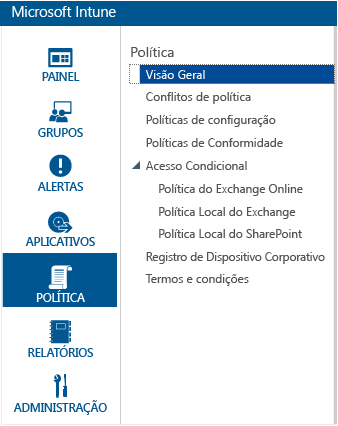 Microsoft Intune
PAINEL
GRUPOS
ALERTAS
APLICATIVOS
POLÍTICA
RELATÓRIOS
ADMINISTRAÇÃO
Política
Visão Geral
Conflitos de política
Políticas de configuração
Políticas de Conformidade
Acesso Condicional
Política do Exchange Online
Política Local do Exchange
Política Local do SharePoint
Registro de Dispositivo Corporativo
Termos e condições